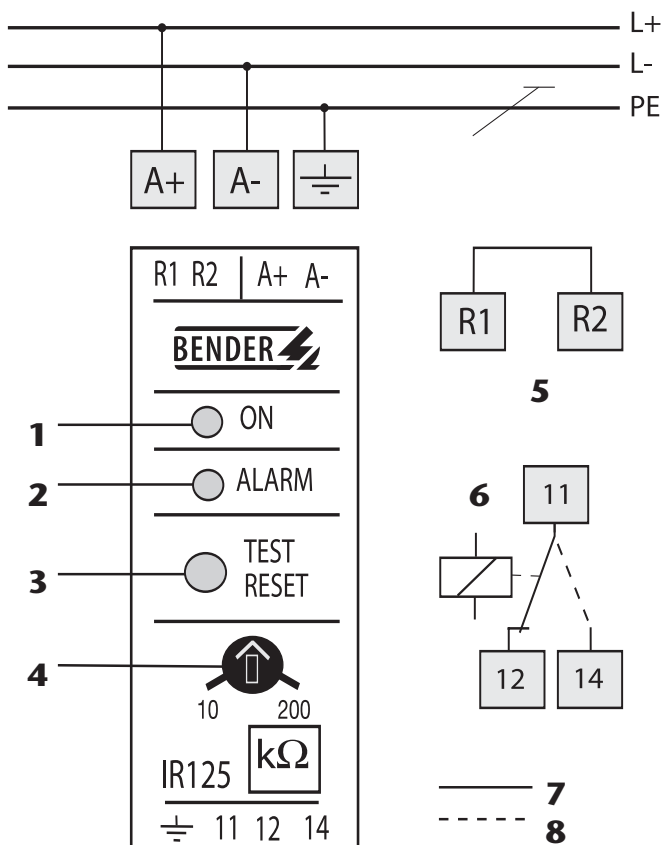 L+
L-
PE
A+ A-
R1 R2 A+ A-
BENDER
R1 R2
5
1 ON
2 ALARM
6 11
3 TEST
RESET
4
12 14
10 200
IR125 kΩ
7
11 12 14
8